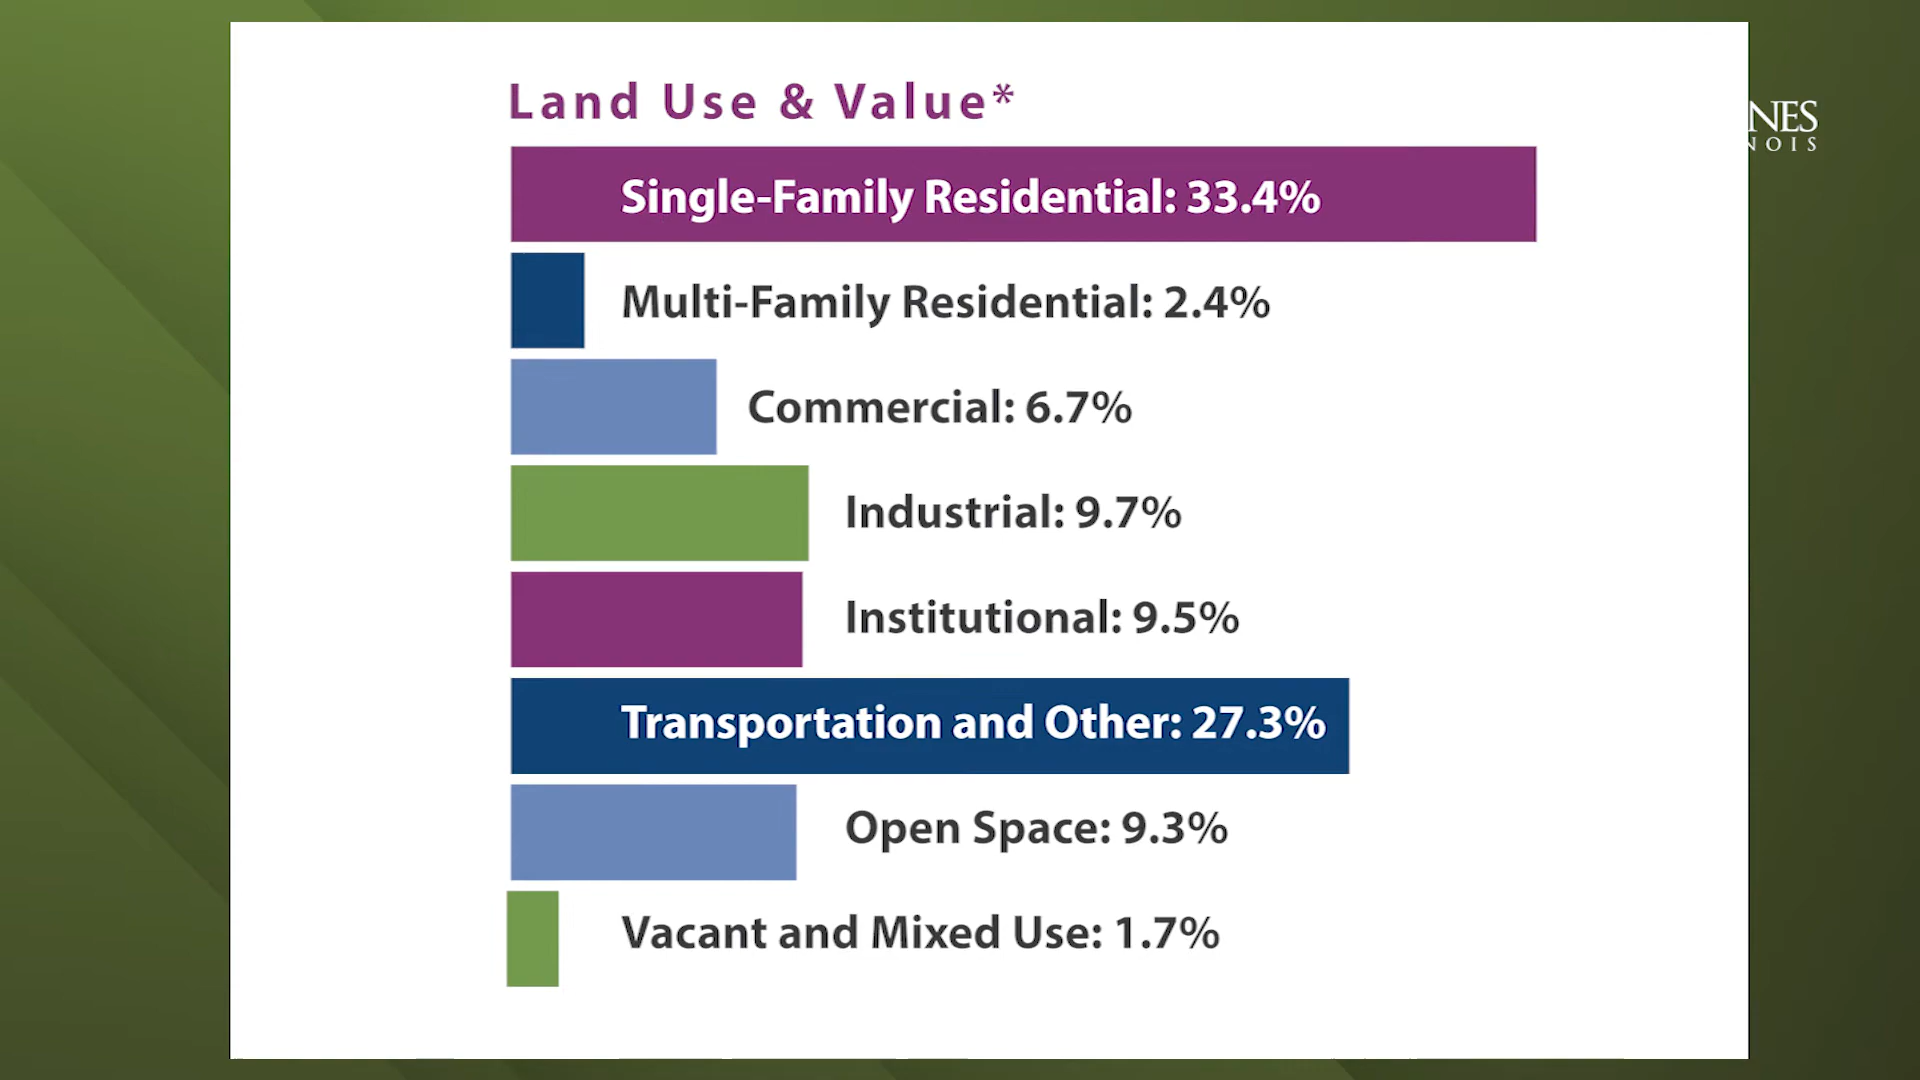 Land Use & Value*
NES
NOIS
Single-Family Residential: 33.4%
Multi-Family Residential: 2.4%
Commercial: 6.7%
Industrial: 9.7%
Institutional: 9.5%
Transportation and Other: 27.3%
Open Space: 9.3%
Vacant and Mixed Use: 1.7%